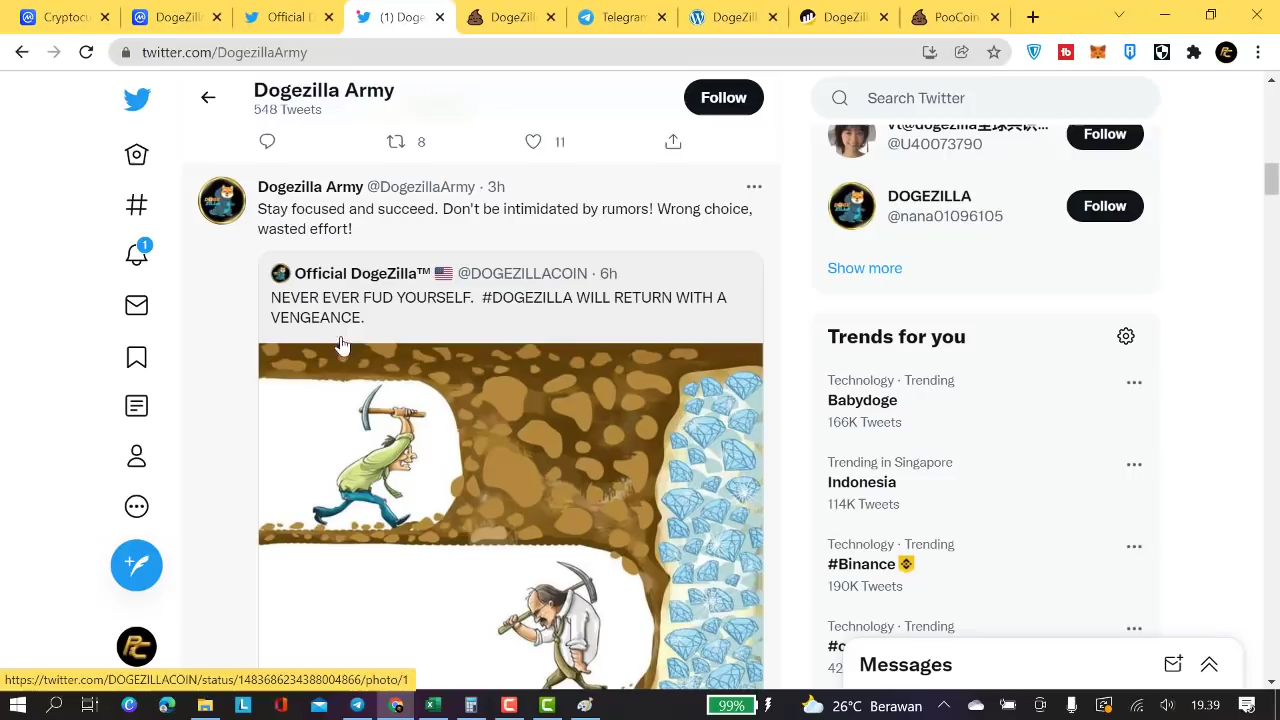 CryptoC
DogeZill
Official D
(1) Doge
CoinPoo
Telegram
DogeZill
DogeZill
PooCoin
twitter.com/DogezillaArmy
Dogezilla Army
548 Tweets
Follow
Search Twitter
8
11
@U40073790
Follow
DOGEZILLA
@nana01096105
Follow
Show more
Dogezilla Army @DogezillaArmy · 3h
Stay focused and succeed. Don't be intimidated by rumors! Wrong choice,
wasted effort!
Official DogeZilla™ @DOGEZILLACOIN · 6h
NEVER EVER FUD YOURSELF. #DOGEZILLA WILL RETURN WITH A
VENGEANCE.
1
Trends for you
Technology · Trending
Babydoge
166K Tweets
Trending in Singapore
Indonesia
114K Tweets
Technology · Trending
#Binance
190K Tweets
Technology · Trending
Messages
https://twitter.com/DOGEZILLACOIN/status/1483686234388004866/photo/1
99%
26°C Berawan
19.39